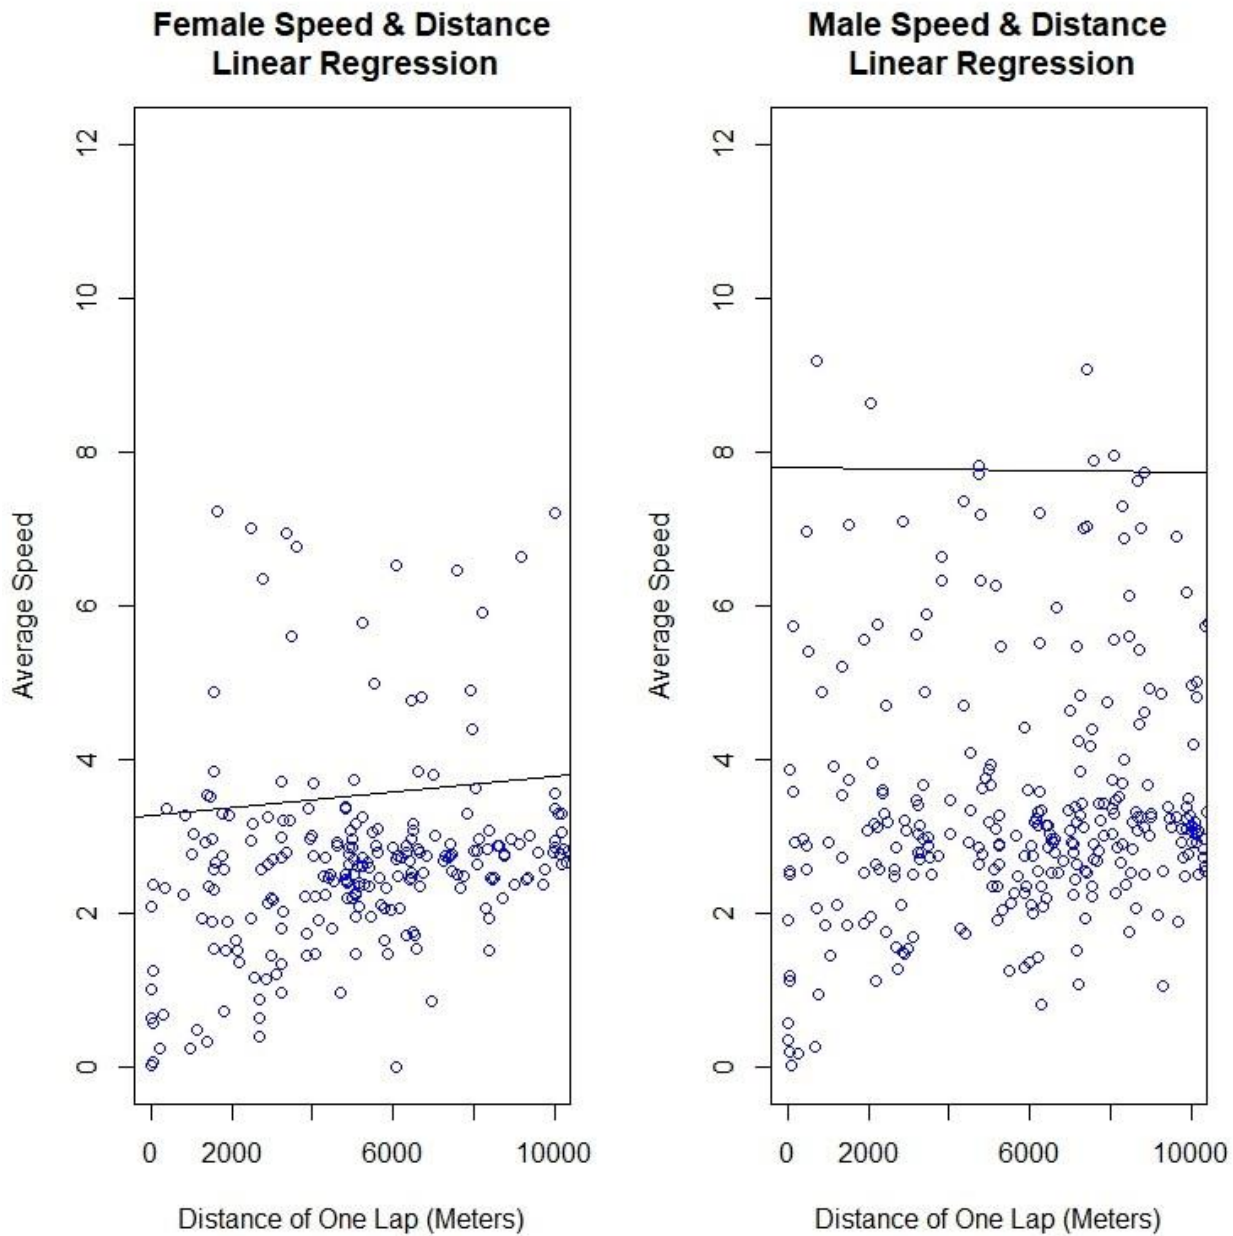 Female Speed & Distance
Linear Regression
12
10
8
6
4
2
0
Average Speed
0 2000 6000 10000
Distance of One Lap (Meters)
Male Speed & Distance
Linear Regression
12
10
8
6
4
2
0
Average Speed
0 2000 6000 10000
Distance of One Lap (Meters)